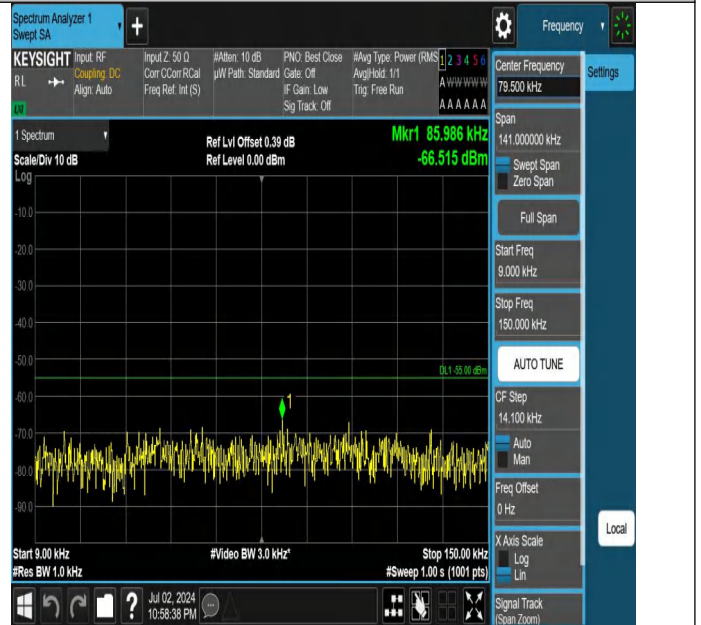 Spectrum Analyzer 1
Swept SA
+
Frequency
KEYSIGHT
RL
LXI
Input: RF
Coupling: DC
Align: Auto
Input Z: 50 Ω
Corr CCorr RCal
Freq Ref: Int (S)
#Atten: 10 dB
µW Path: Standard
PNO: Best Close
Gate: Off
IF Gain: Low
Sig Track: Off
#Avg Type: Power (RMS
Avg|Hold: 1/1
Trig: Free Run
1 2 3 4 5 6
A W W W W W
A A A A A A
1 Spectrum
Scale/Div 10 dB
Log
Ref Lvl Offset 0.39 dB
Ref Level 0.00 dBm
Mkr1 85.986 kHz
-66.515 dBm
-10.0
-20.0
-30.0
-40.0
-50.0
-60.0
-70.0
-80.0
-90.0
DL1 -55.00 dBm
1
Start 9.00 kHz
#Res BW 1.0 kHz
#Video BW 3.0 kHz*
Stop 150.00 kHz
#Sweep 1.00 s (1001 pts)
Center Frequency
79.500 kHz
Settings
Span
141.000000 kHz
Swept Span
Zero Span
Full Span
Start Freq
9.000 kHz
Stop Freq
150.000 kHz
AUTO TUNE
CF Step
14.100 kHz
Auto
Man
Freq Offset
0 Hz
X Axis Scale
Log
Lin
Local
Signal Track
(Span Zoom)
?
Jul 02, 2024
10:58:38 PM